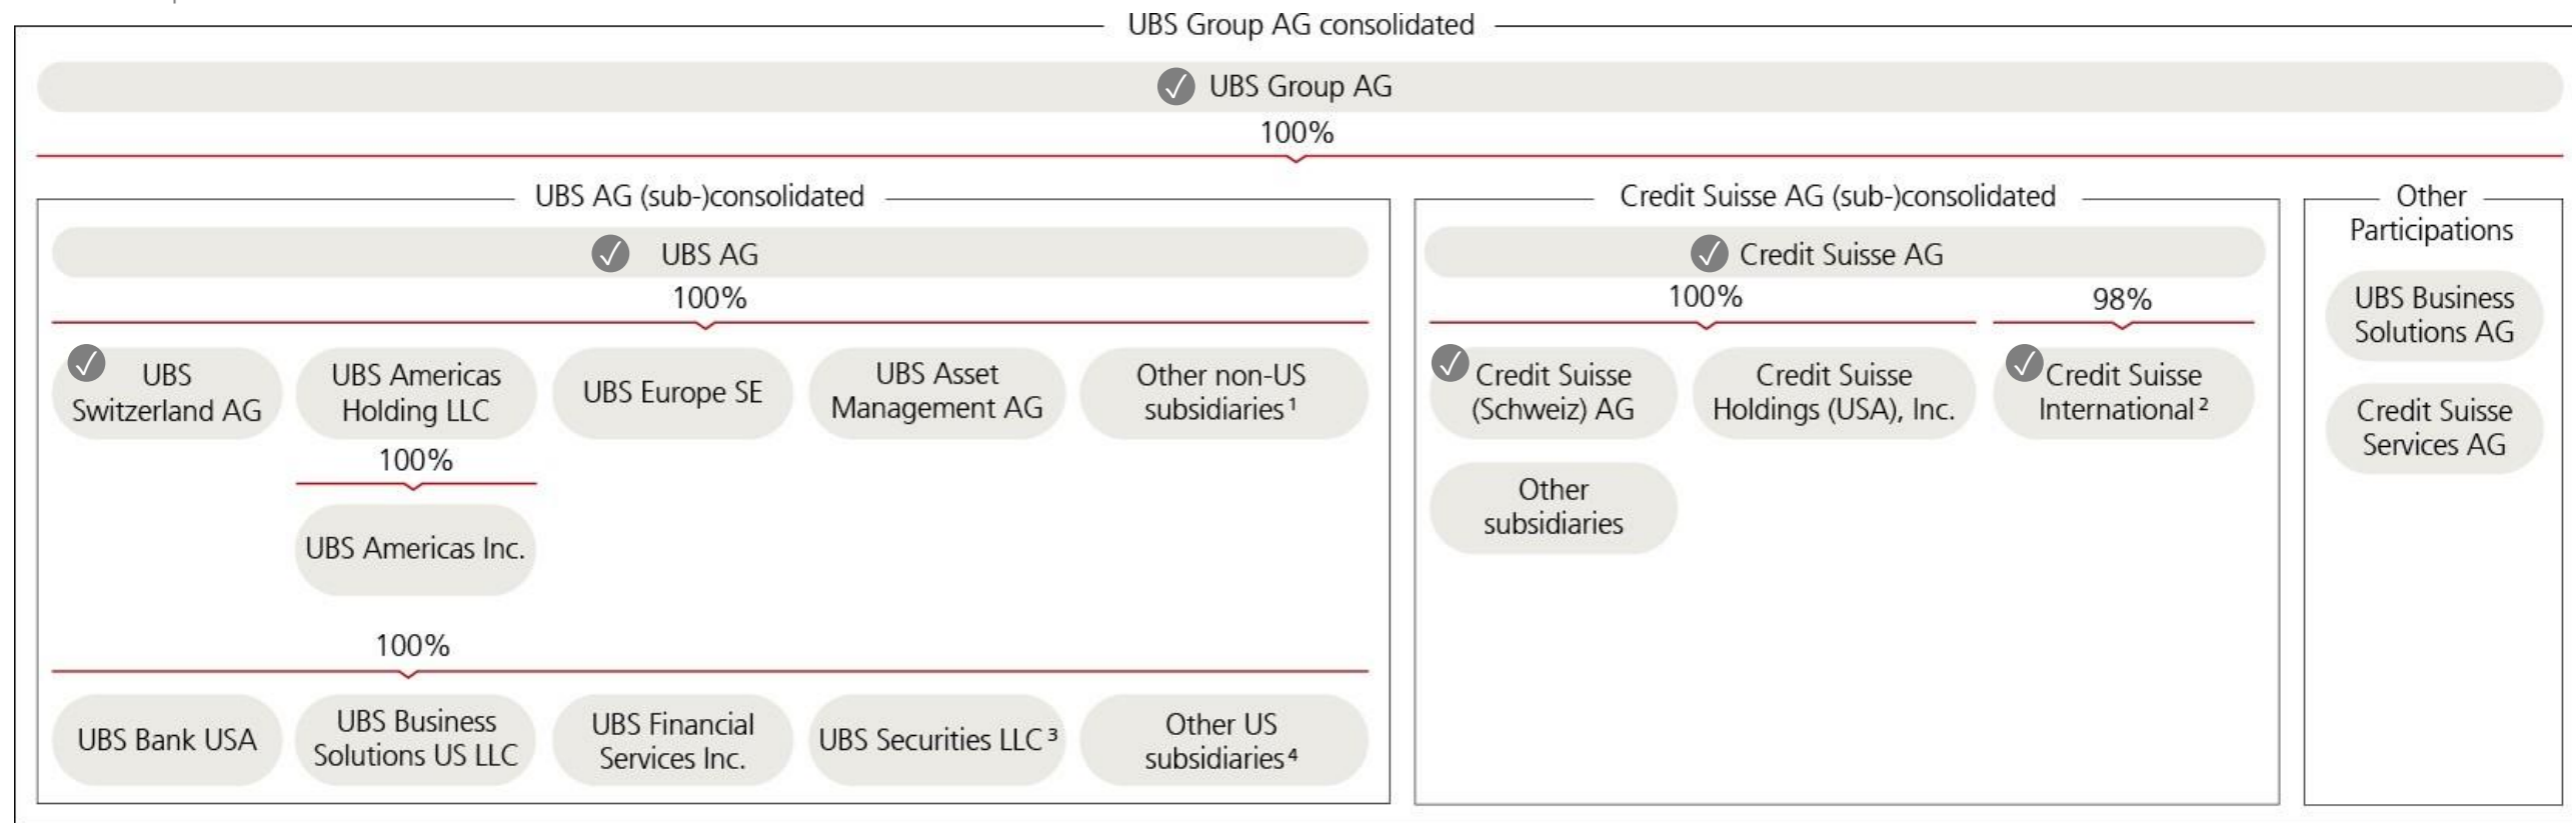 UBS Group AG consolidated
✓ UBS Group AG
100%
UBS AG (sub-)consolidated
✓ UBS AG
100%
✓ UBS
Switzerland AG
UBS Americas
Holding LLC
UBS Europe SE
UBS Asset
Management AG
Other non-US
subsidiaries¹
100%
UBS Americas Inc.
100%
UBS Bank USA
UBS Business
Solutions US LLC
UBS Financial
Services Inc.
UBS Securities LLC³
Other US
subsidiaries⁴
Credit Suisse AG (sub-)consolidated
✓ Credit Suisse AG
100%
98%
✓ Credit Suisse
(Schweiz) AG
Credit Suisse
Holdings (USA), Inc.
✓ Credit Suisse
International²
Other
subsidiaries
Other
Participations
UBS Business
Solutions AG
Credit Suisse
Services AG